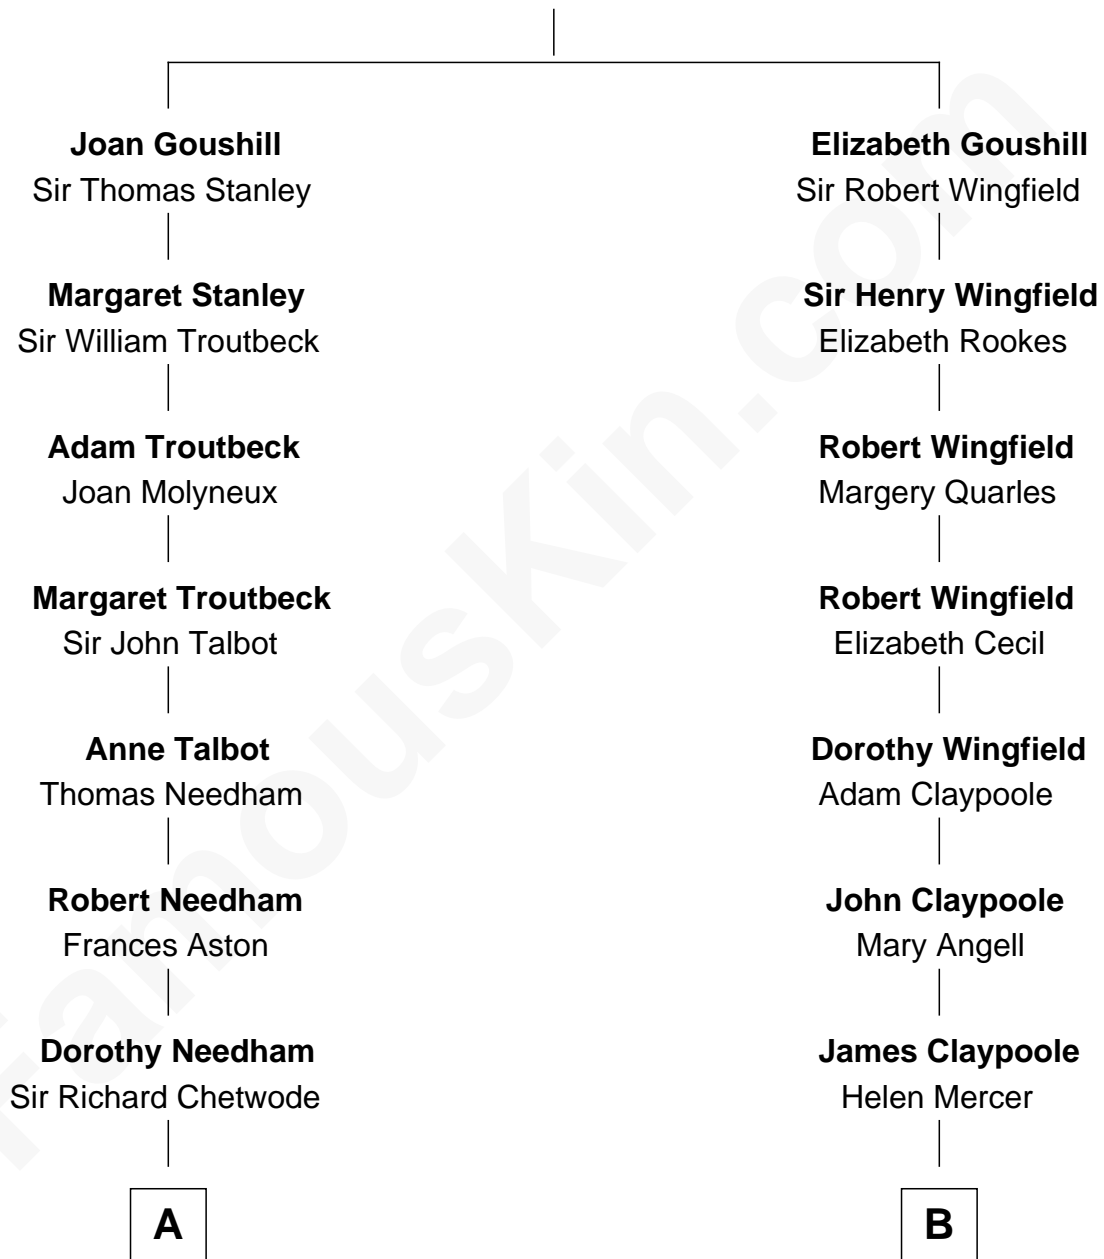 Joan Goushill
Sir Thomas Stanley
Margaret Stanley
Sir William Troutbeck
Adam Troutbeck
Joan Molyneux
Margaret Troutbeck
Sir John Talbot
Anne Talbot
Thomas Needham
Robert Needham
Frances Aston
Dorothy Needham
Sir Richard Chetwode
A
Elizabeth Goushill
Sir Robert Wingfield
Sir Henry Wingfield
Elizabeth Rookes
Robert Wingfield
Margery Quarles
Robert Wingfield
Elizabeth Cecil
Dorothy Wingfield
Adam Claypoole
John Claypoole
Mary Angell
James Claypoole
Helen Mercer
B
FamousKin.com